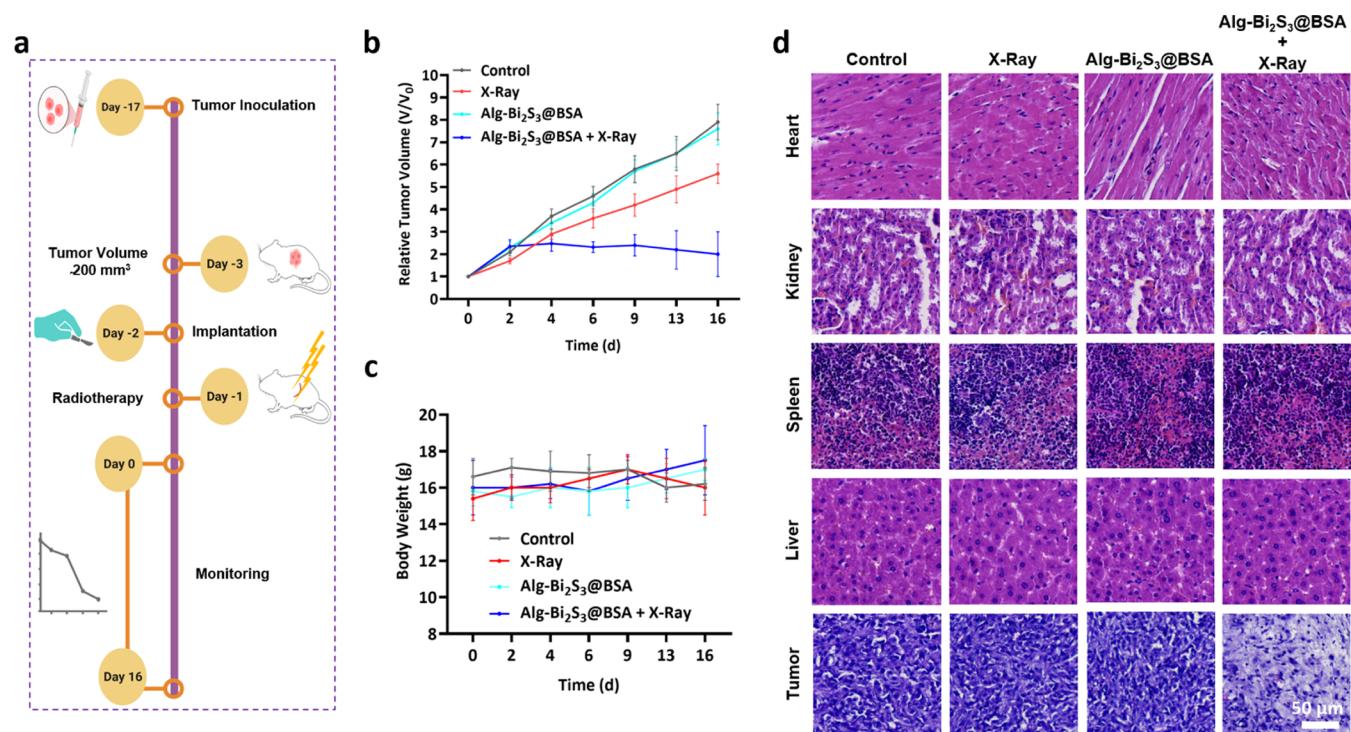 a
Day -17
Tumor Inoculation
Tumor Volume
~200 mm³
Day -3
Day -2
Implantation
Radiotherapy
Day -1
Day 0
Monitoring
Day 16
b
Relative Tumor Volume (V/V₀)
10
9
8
7
6
5
4
3
2
1
0
Control
X-Ray
Alg-Bi₂S₃@BSA
Alg-Bi₂S₃@BSA + X-Ray
0 2 4 6 9 13 16
Time (d)
c
Body Weight (g)
20
18
16
14
12
10
8
Control
X-Ray
Alg-Bi₂S₃@BSA
Alg-Bi₂S₃@BSA + X-Ray
0 2 4 6 9 13 16
Time (d)
d
Control
X-Ray
Alg-Bi₂S₃@BSA
Alg-Bi₂S₃@BSA
+
X-Ray
Heart
Kidney
Spleen
Liver
Tumor
50 μm